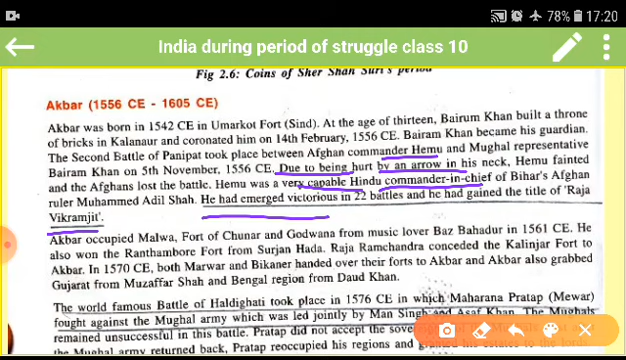 78% 17:20
India during period of struggle class 10
Fig 2.6: Coins of Sher Shah Suri's period
Akbar (1556 CE - 1605 CE)
Akbar was born in 1542 CE in Umarkot Fort (Sind). At the age of thirteen, Bairum Khan built a throne
of bricks in Kalanaur and coronated him on 14th February, 1556 CE. Bairam Khan became his guardian.
The Second Battle of Panipat took place between Afghan commander Hemu and Mughal representative
Bairam Khan on 5th November, 1556 CE. Due to being hurt by an arrow in his neck, Hemu fainted
and the Afghans lost the battle. Hemu was a very capable Hindu commander-in-chief of Bihar's Afghan
ruler Muhammed Adil Shah. He had emerged victorious in 22 battles and he had gained the title of 'Raja
Vikramjit'.
Akbar occupied Malwa, Fort of Chunar and Godwana from music lover Baz Bahadur in 1561 CE. He
also won the Ranthambore Fort from Surjan Hada. Raja Ramchandra conceded the Kalinjar Fort to
Akbar. In 1570 CE, both Marwar and Bikaner handed over their forts to Akbar and Akbar also grabbed
Gujarat from Muzaffar Shah and Bengal region from Daud Khan.
The world famous Battle of Haldighati took place in 1576 CE in which Maharana Pratap (Mewar)
fought against the Mughal army which was led jointly by Man Singh and Asaf Khan. The Mughals
remained unsuccessful in this battle. Pratap did not accept the
the Mughal army returned back, Pratap reoccupied his regions and